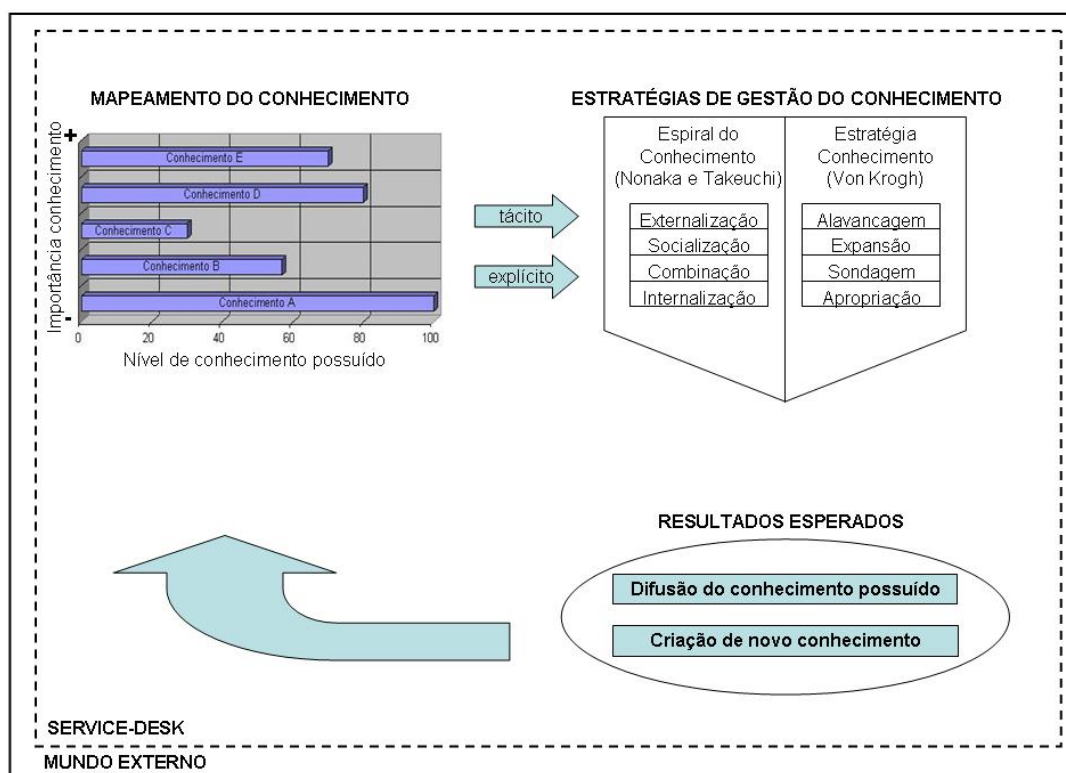 MAPEAMENTO DO CONHECIMENTO
Importância conhecimento
+
-
Conhecimento E
Conhecimento D
Conhecimento C
Conhecimento B
Conhecimento A
0 20 40 60 80 100
Nível de conhecimento possuído
tácito
explícito
ESTRATÉGIAS DE GESTÃO DO CONHECIMENTO
Espiral do
Conhecimento
(Nonaka e Takeuchi)
Externalização
Socialização
Combinação
Internalização
Estratégia
Conhecimento
(Von Krogh)
Alavancagem
Expansão
Sondagem
Apropriação
RESULTADOS ESPERADOS
Difusão do conhecimento possuído
Criação de novo conhecimento
SERVICE-DESK
MUNDO EXTERNO